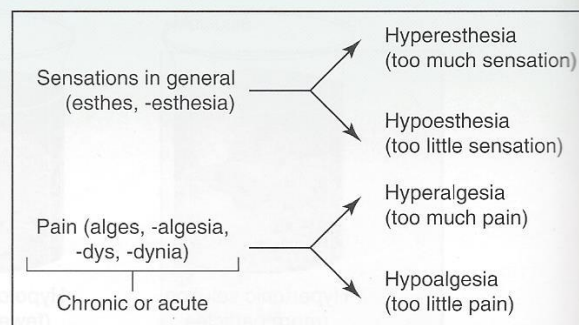 Sensations in general
(esthes, -esthesia)
Hyperesthesia
(too much sensation)
Hypoesthesia
(too little sensation)
Pain (alges, -algesia,
-dys, -dynia)
Chronic or acute
Hyperalgesia
(too much pain)
Hypoalgesia
(too little pain)